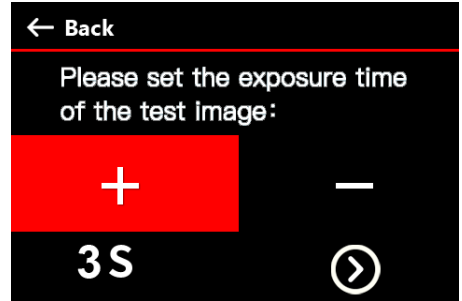 ← Back
Please set the exposure time
of the test image:
+ −
3S